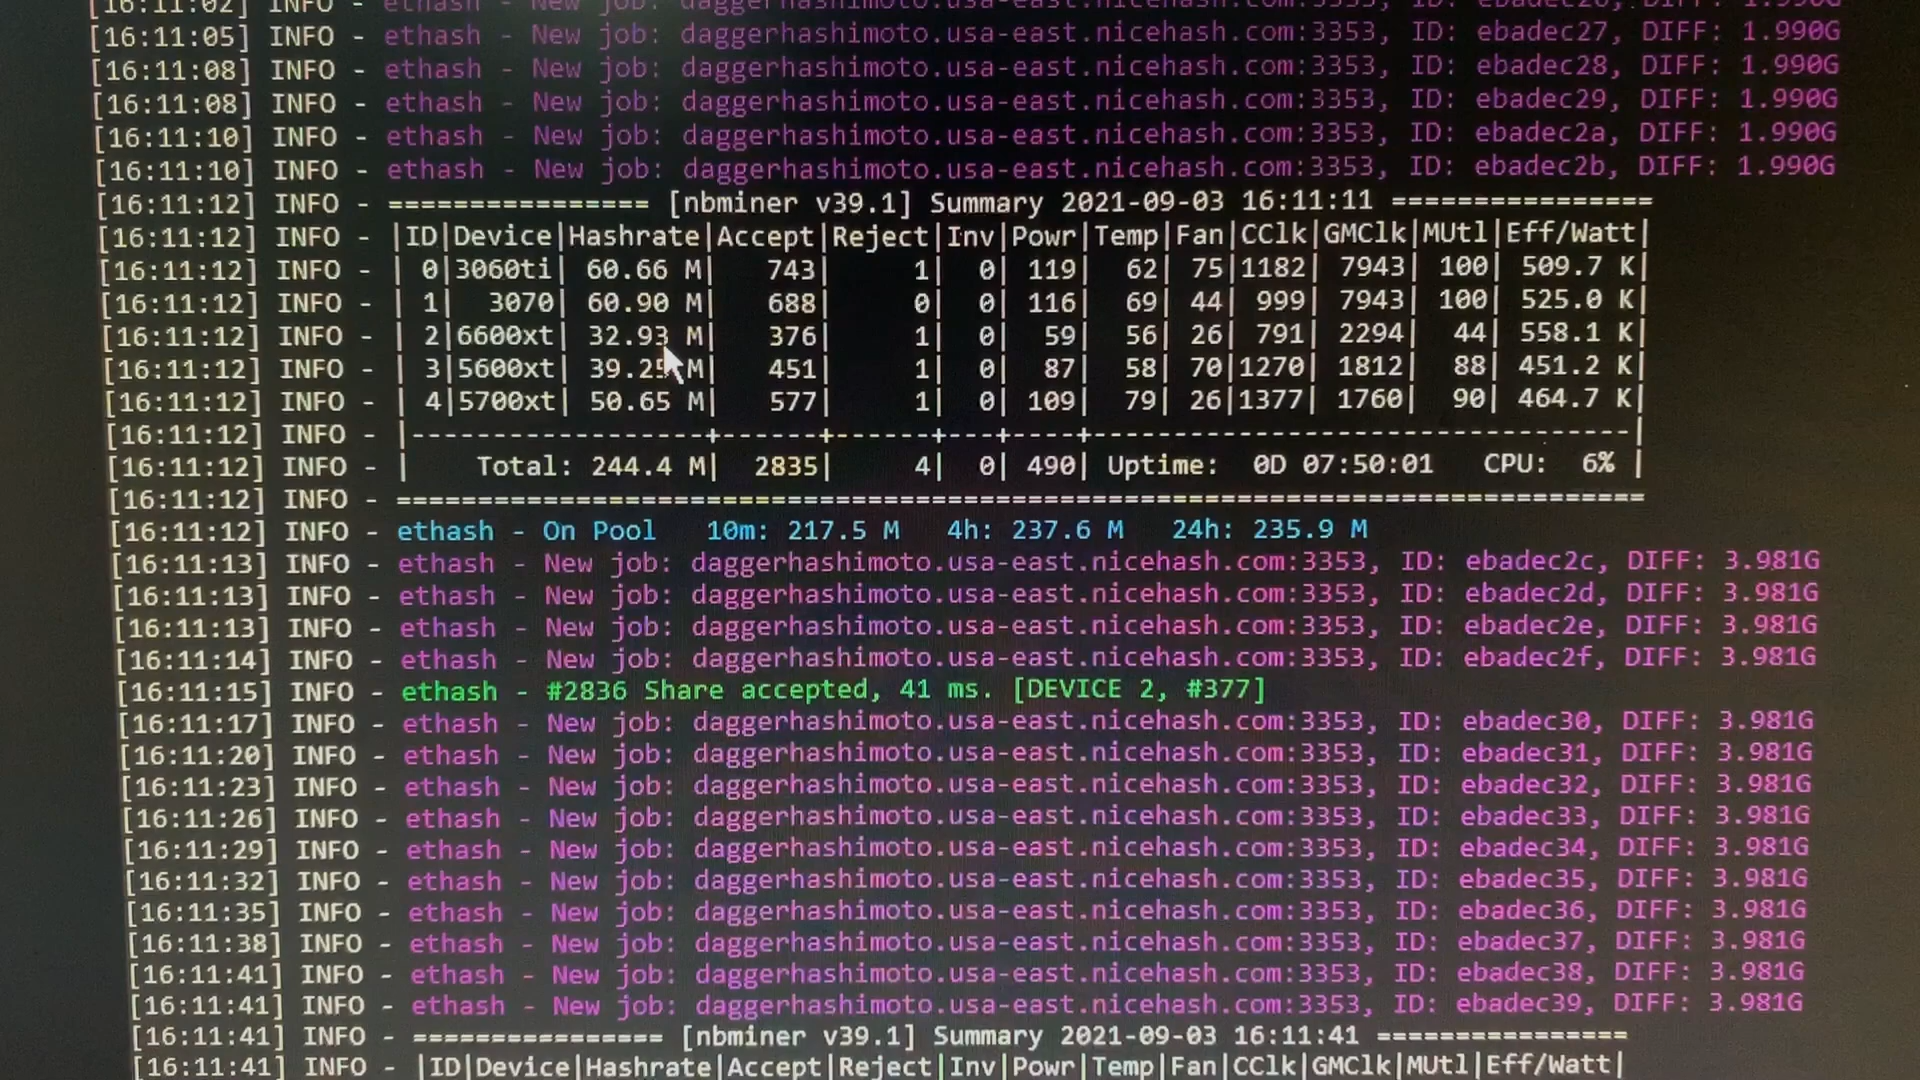 [16:11:02] INFO - ethash - New job: daggerhashimoto.usa-east.nicehash.com:3353, ID: ebadec26, DIFF: 1.990G
[16:11:05] INFO - ethash - New job: daggerhashimoto.usa-east.nicehash.com:3353, ID: ebadec27, DIFF: 1.990G
[16:11:08] INFO - ethash - New job: daggerhashimoto.usa-east.nicehash.com:3353, ID: ebadec28, DIFF: 1.990G
[16:11:08] INFO - ethash - New job: daggerhashimoto.usa-east.nicehash.com:3353, ID: ebadec29, DIFF: 1.990G
[16:11:10] INFO - ethash - New job: daggerhashimoto.usa-east.nicehash.com:3353, ID: ebadec2a, DIFF: 1.990G
[16:11:10] INFO - ethash - New job: daggerhashimoto.usa-east.nicehash.com:3353, ID: ebadec2b, DIFF: 1.990G
[16:11:12] INFO - ================ [nbminer v39.1] Summary 2021-09-03 16:11:11 ================
[16:11:12] INFO - |ID|Device|Hashrate|Accept|Reject|Inv|Powr|Temp|Fan|CClk|GMClk|MUtl|Eff/Watt|
[16:11:12] INFO - | 0|3060ti| 60.66 M| 743| 1| 0| 119| 62| 75|1182| 7943| 100| 509.7 K|
[16:11:12] INFO - | 1| 3070| 60.90 M| 688| 0| 0| 116| 69| 44| 999| 7943| 100| 525.0 K|
[16:11:12] INFO - | 2|6600xt| 32.93 M| 376| 1| 0| 59| 56| 26| 791| 2294| 44| 558.1 K|
[16:11:12] INFO - | 3|5600xt| 39.25 M| 451| 1| 0| 87| 58| 70|1270| 1812| 88| 451.2 K|
[16:11:12] INFO - | 4|5700xt| 50.65 M| 577| 1| 0| 109| 79| 26|1377| 1760| 90| 464.7 K|
[16:11:12] INFO - |------------------+------+------+---+----+----------------------------------|
[16:11:12] INFO - | Total: 244.4 M| 2835| 4| 0| 490| Uptime: 0D 07:50:01 CPU: 6% |
[16:11:12] INFO - =============================================================================
[16:11:12] INFO - ethash - On Pool 10m: 217.5 M 4h: 237.6 M 24h: 235.9 M
[16:11:13] INFO - ethash - New job: daggerhashimoto.usa-east.nicehash.com:3353, ID: ebadec2c, DIFF: 3.981G
[16:11:13] INFO - ethash - New job: daggerhashimoto.usa-east.nicehash.com:3353, ID: ebadec2d, DIFF: 3.981G
[16:11:13] INFO - ethash - New job: daggerhashimoto.usa-east.nicehash.com:3353, ID: ebadec2e, DIFF: 3.981G
[16:11:14] INFO - ethash - New job: daggerhashimoto.usa-east.nicehash.com:3353, ID: ebadec2f, DIFF: 3.981G
[16:11:15] INFO - ethash - #2836 Share accepted, 41 ms. [DEVICE 2, #377]
[16:11:17] INFO - ethash - New job: daggerhashimoto.usa-east.nicehash.com:3353, ID: ebadec30, DIFF: 3.981G
[16:11:20] INFO - ethash - New job: daggerhashimoto.usa-east.nicehash.com:3353, ID: ebadec31, DIFF: 3.981G
[16:11:23] INFO - ethash - New job: daggerhashimoto.usa-east.nicehash.com:3353, ID: ebadec32, DIFF: 3.981G
[16:11:26] INFO - ethash - New job: daggerhashimoto.usa-east.nicehash.com:3353, ID: ebadec33, DIFF: 3.981G
[16:11:29] INFO - ethash - New job: daggerhashimoto.usa-east.nicehash.com:3353, ID: ebadec34, DIFF: 3.981G
[16:11:32] INFO - ethash - New job: daggerhashimoto.usa-east.nicehash.com:3353, ID: ebadec35, DIFF: 3.981G
[16:11:35] INFO - ethash - New job: daggerhashimoto.usa-east.nicehash.com:3353, ID: ebadec36, DIFF: 3.981G
[16:11:38] INFO - ethash - New job: daggerhashimoto.usa-east.nicehash.com:3353, ID: ebadec37, DIFF: 3.981G
[16:11:41] INFO - ethash - New job: daggerhashimoto.usa-east.nicehash.com:3353, ID: ebadec38, DIFF: 3.981G
[16:11:41] INFO - ethash - New job: daggerhashimoto.usa-east.nicehash.com:3353, ID: ebadec39, DIFF: 3.981G
[16:11:41] INFO - ================ [nbminer v39.1] Summary 2021-09-03 16:11:41 ================
[16:11:41] INFO - |ID|Device|Hashrate|Accept|Reject|Inv|Powr|Temp|Fan|CClk|GMClk|MUtl|Eff/Watt|